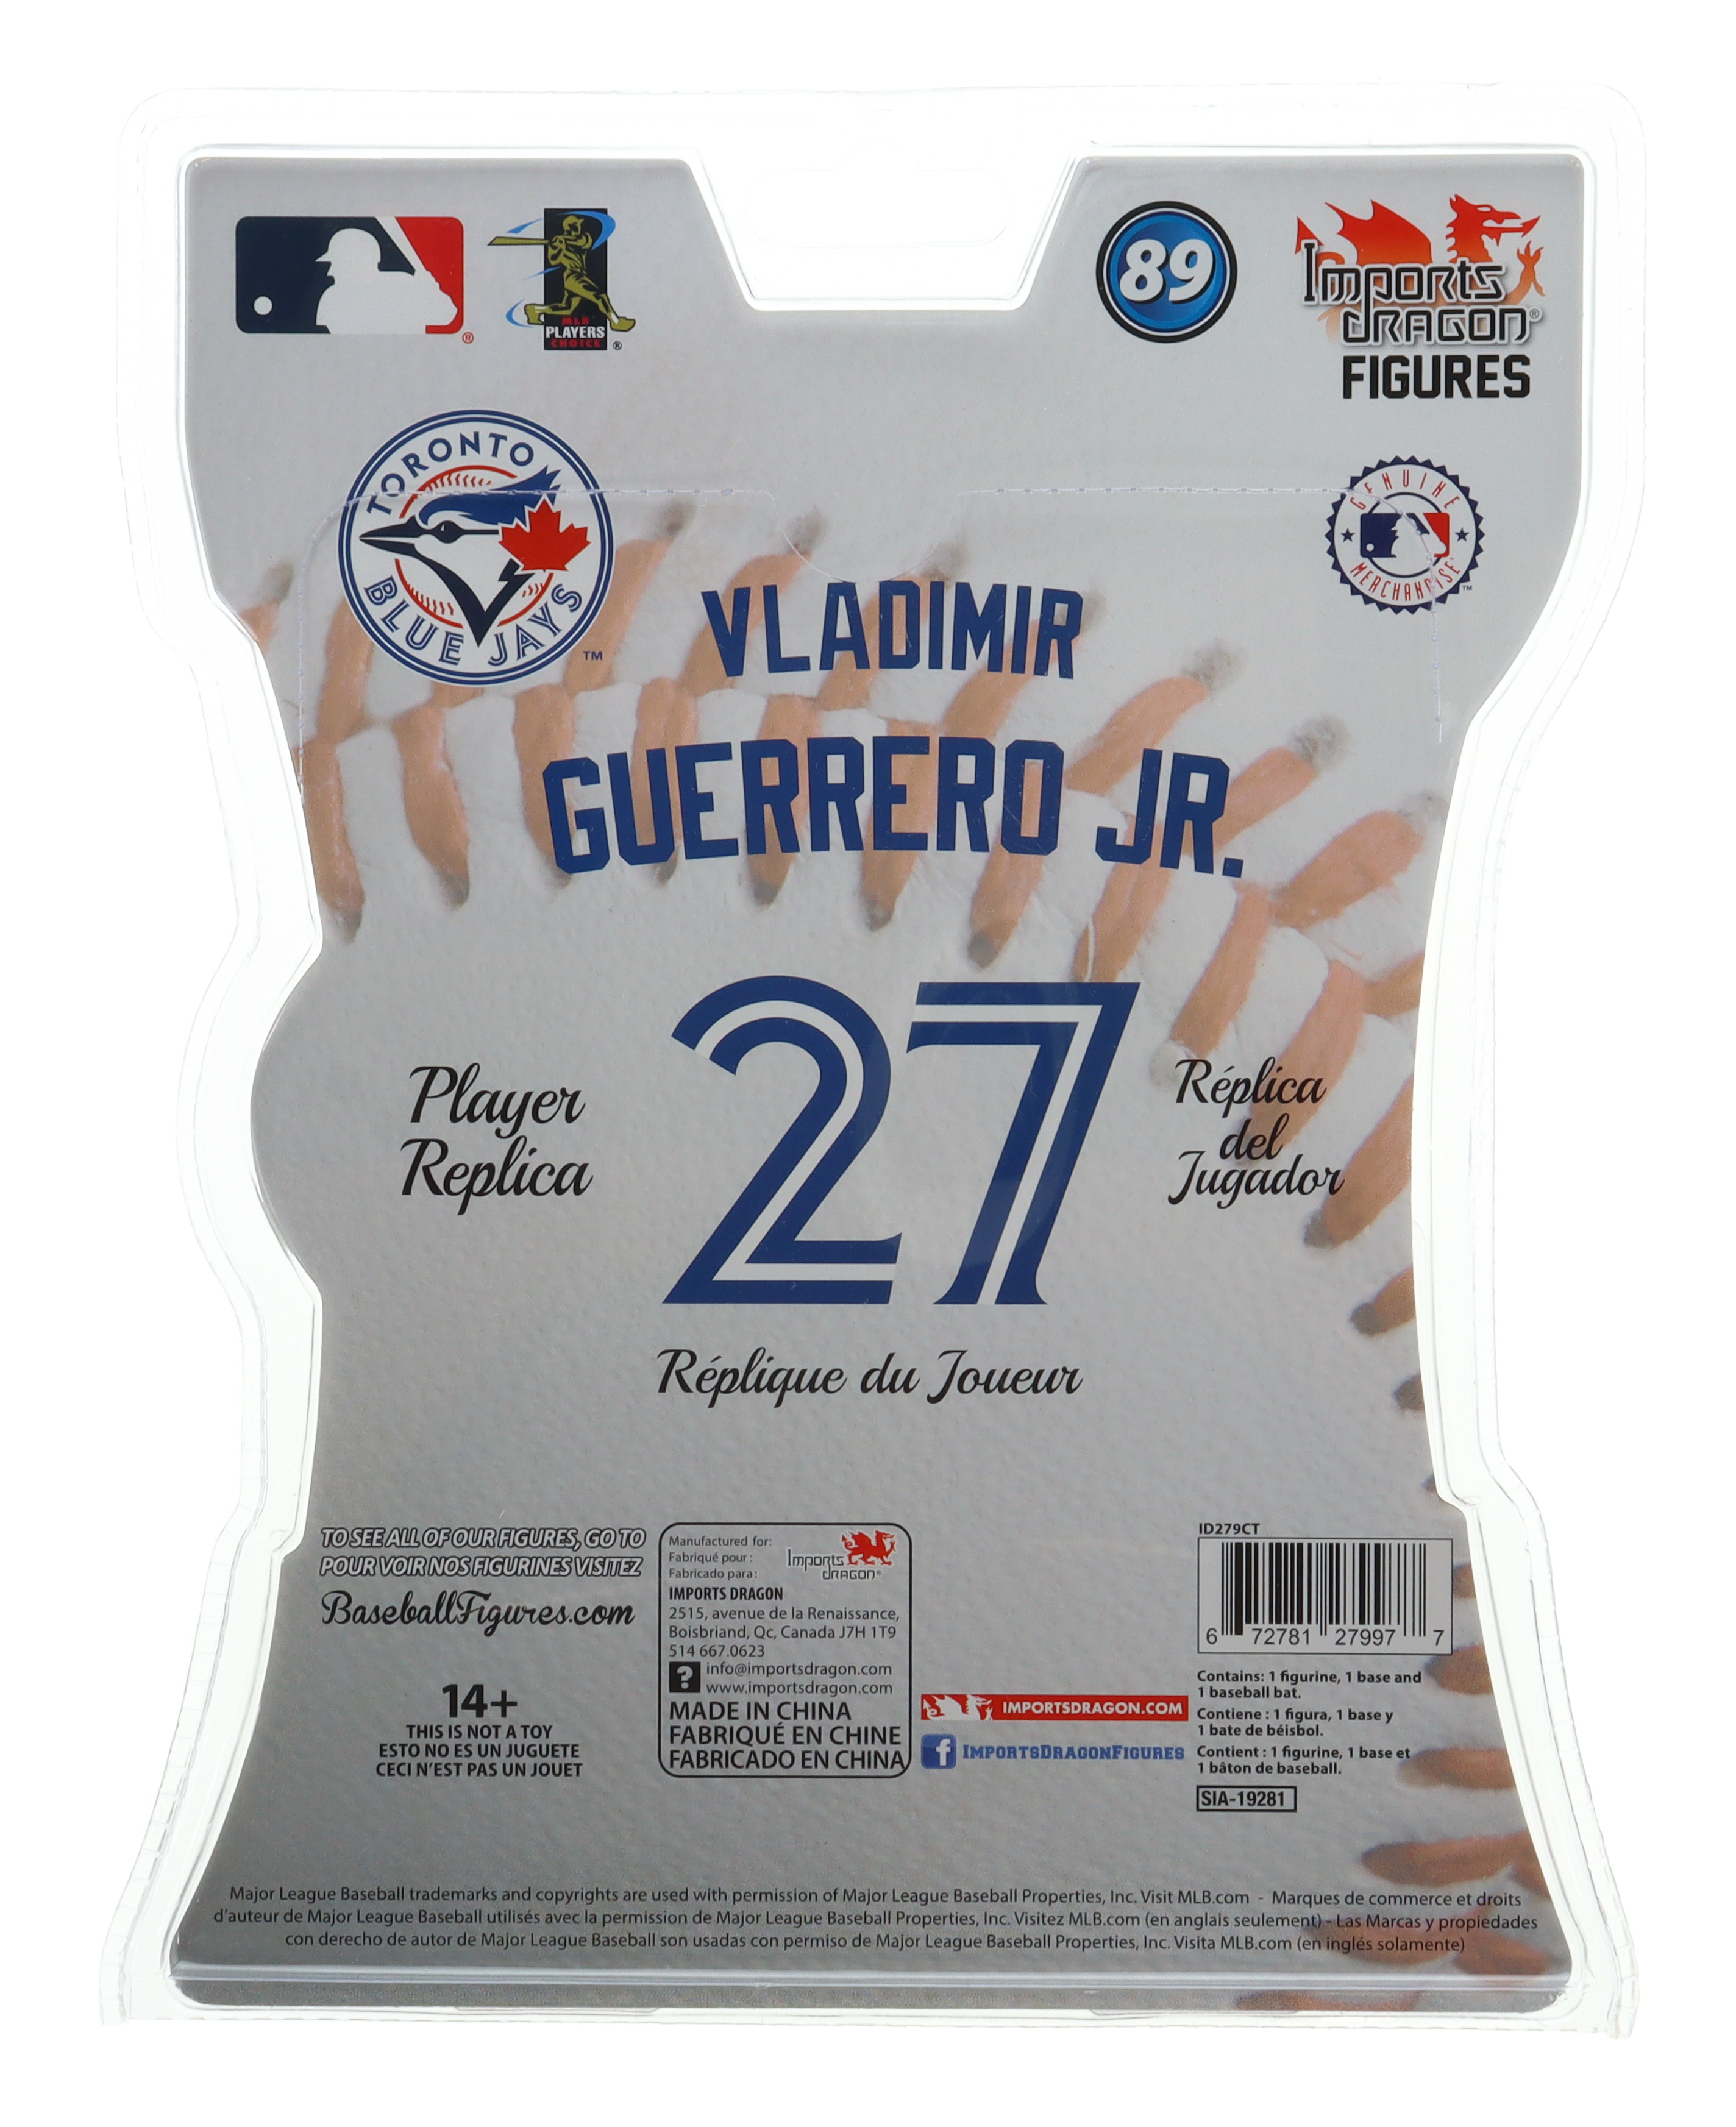 MLB
PLAYERS
CHOICE
®
®
89
Imports
DRAGON®
FIGURES
TORONTO
BLUE JAYS
TM
GENUINE
MERCHANDISE
TM
VLADIMIR
GUERRERO JR.
27
Player
Replica
Réplica
del
Jugador
Réplique du Joueur
TO SEE ALL OF OUR FIGURES, GO TO
POUR VOIR NOS FIGURINES VISITEZ
BaseballFigures.com
14+
THIS IS NOT A TOY
ESTO NO ES UN JUGUETE
CECI N'EST PAS UN JOUET
Manufactured for:
Fabriqué pour :
Fabricado para:
Imports
DRAGON®
IMPORTS DRAGON
2515, avenue de la Renaissance,
Boisbriand, Qc, Canada J7H 1T9
514 667.0623
? info@importsdragon.com
www.importsdragon.com
MADE IN CHINA
FABRIQUÉ EN CHINE
FABRICADO EN CHINA
IMPORTSDRAGON.COM
f IMPORTSDRAGONFIGURES
ID279CT
6 72781 27997 7
Contains: 1 figurine, 1 base and
1 baseball bat.
Contiene : 1 figura, 1 base y
1 bate de béisbol.
Contient : 1 figurine, 1 base et
1 bâton de baseball.
SIA-19281
Major League Baseball trademarks and copyrights are used with permission of Major League Baseball Properties, Inc. Visit MLB.com - Marques de commerce et droits
d'auteur de Major League Baseball utilisés avec la permission de Major League Baseball Properties, Inc. Visitez MLB.com (en anglais seulement) - Las Marcas y propiedades
con derecho de autor de Major League Baseball son usadas con permiso de Major League Baseball Properties, Inc. Visita MLB.com (en inglés solamente)